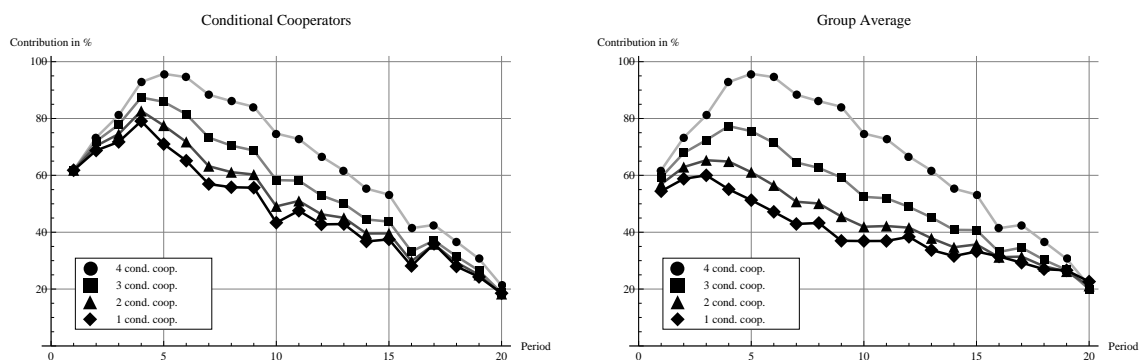 Conditional Cooperators
Contribution in %
100
80
60
40
20
0
5
10
15
20
Period
4 cond. coop.
3 cond. coop.
2 cond. coop.
1 cond. coop.
Group Average
Contribution in %
100
80
60
40
20
0
5
10
15
20
Period
4 cond. coop.
3 cond. coop.
2 cond. coop.
1 cond. coop.